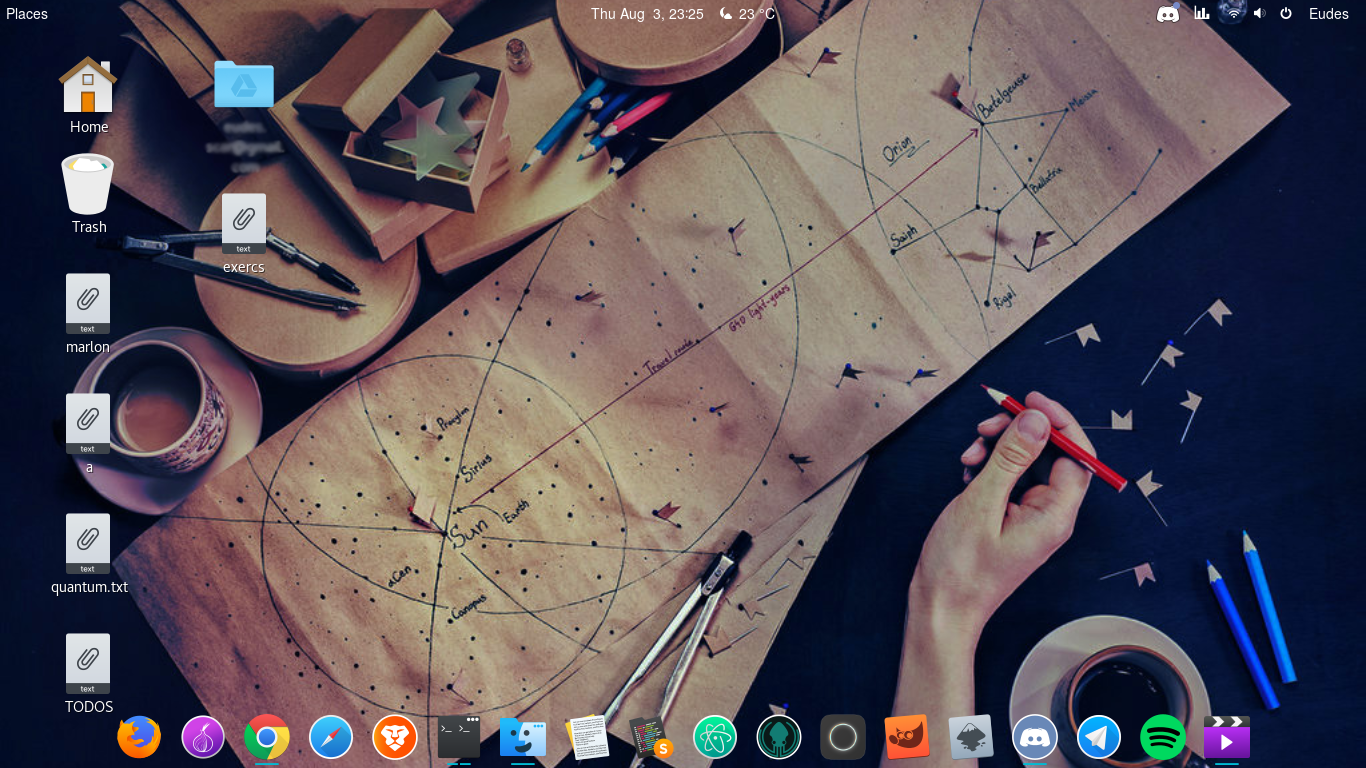 Places
Thu Aug 3, 23:25
23 °C
Eudes
Home
Trash
exercs
text
marlon
text
a
text
quantum.txt
text
TODOS
text
Betelgeuse
Meissa
Orion
Bellatrix
Saiph
Rigel
640 light-years
Travel route
Procyon
Sirius
Earth
Sun
αCen
Canopus
>_ >_
S